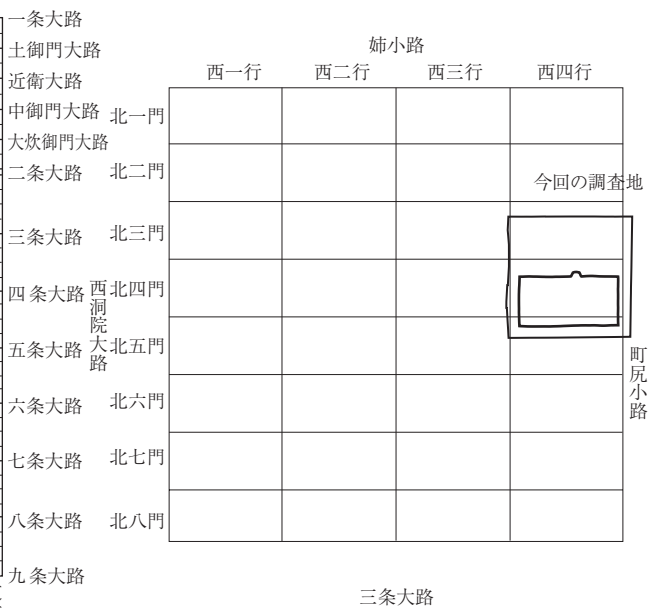 一条大路
土御門大路
近衛大路
中御門大路
大炊御門大路
二条大路
三条大路
四条大路
五条大路
六条大路
七条大路
八条大路
九条大路
姉小路
西一行
西二行
西三行
西四行
北一門
北二門
北三門
北四門
北五門
北六門
北七門
北八門
西洞院大路
今回の調査地
町尻小路
三条大路